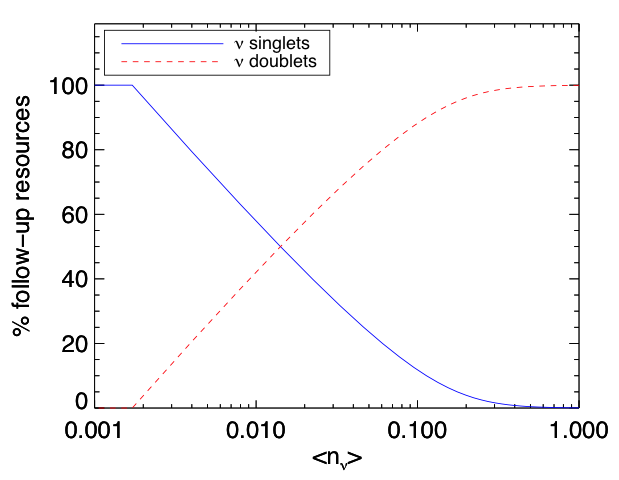 ν singlets
ν doublets
100
80
60
40
20
0
% follow-up resources
0.001 0.010 0.100 1.000
<n_ν>